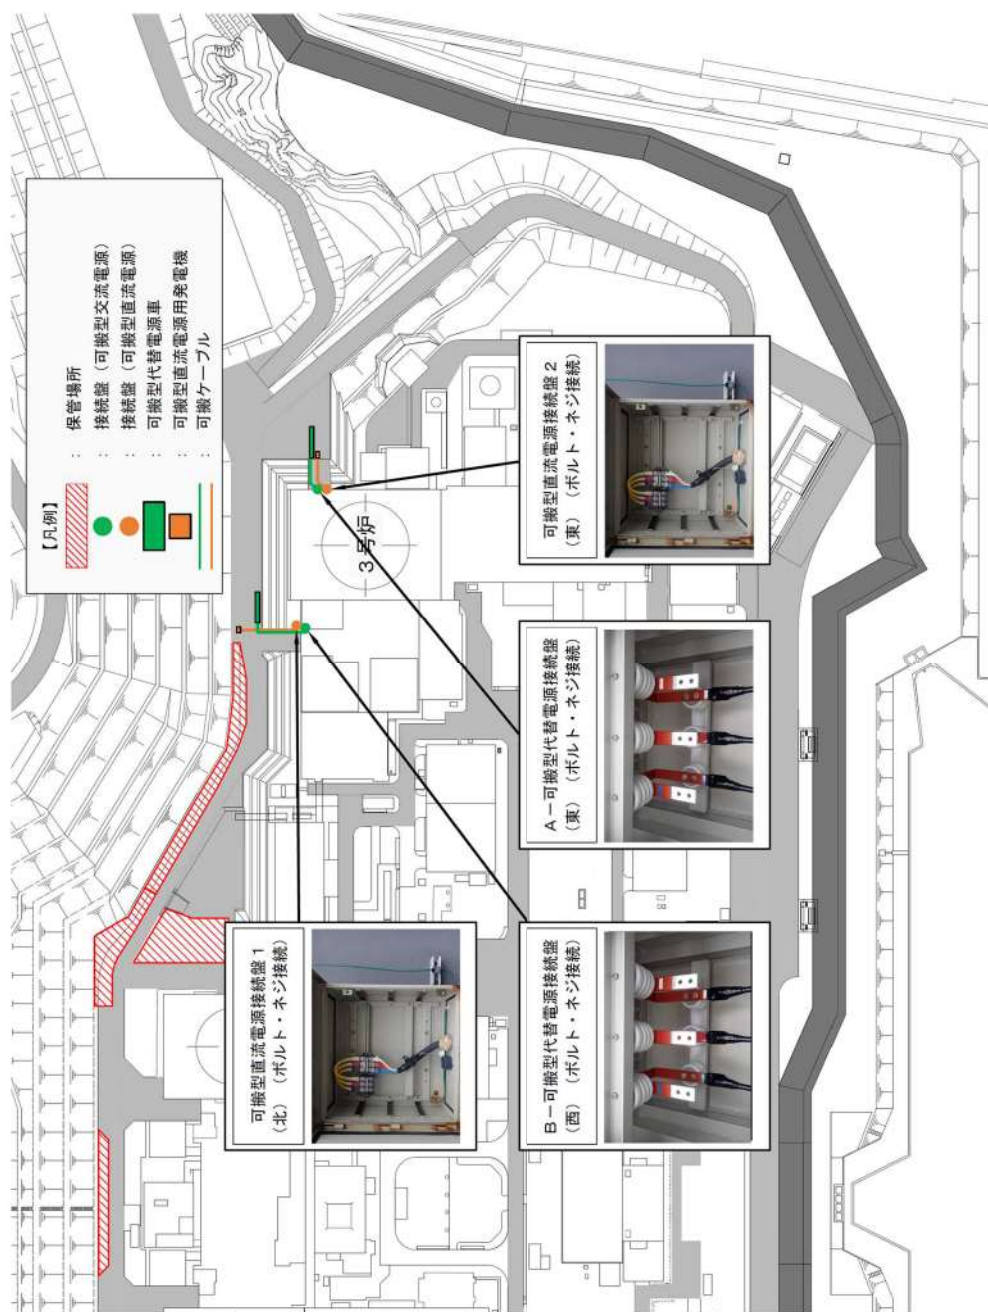 【凡例】
： 保管場所
： 接続盤（可搬型交流電源）
： 接続盤（可搬型直流電源）
： 可搬型代替電源車
： 可搬型直流電源用発電機
： 可搬ケーブル
3号炉
可搬型直流電源接続盤1
（北）（ボルト・ネジ接続）
B－可搬型代替電源接続盤
（西）（ボルト・ネジ接続）
A－可搬型代替電源接続盤
（東）（ボルト・ネジ接続）
可搬型直流電源接続盤2
（東）（ボルト・ネジ接続）